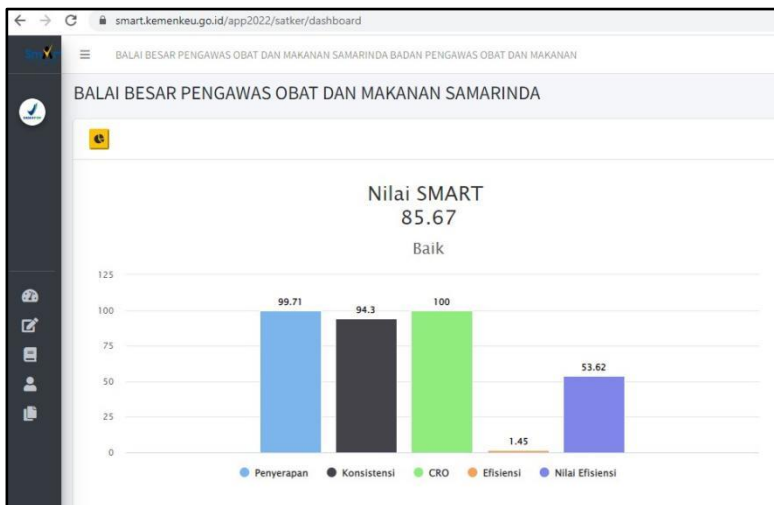 smart.kemenkeu.go.id/app2022/satker/dashboard
BALAI BESAR PENGAWAS OBAT DAN MAKANAN SAMARINDA BADAN PENGAWAS OBAT DAN MAKANAN
BALAI BESAR PENGAWAS OBAT DAN MAKANAN SAMARINDA
Nilai SMART
85.67
Baik
125
100
75
50
25
0
99.71
94.3
100
1.45
53.62
Penyerapan Konsistensi CRO Efisiensi Nilai Efisiensi